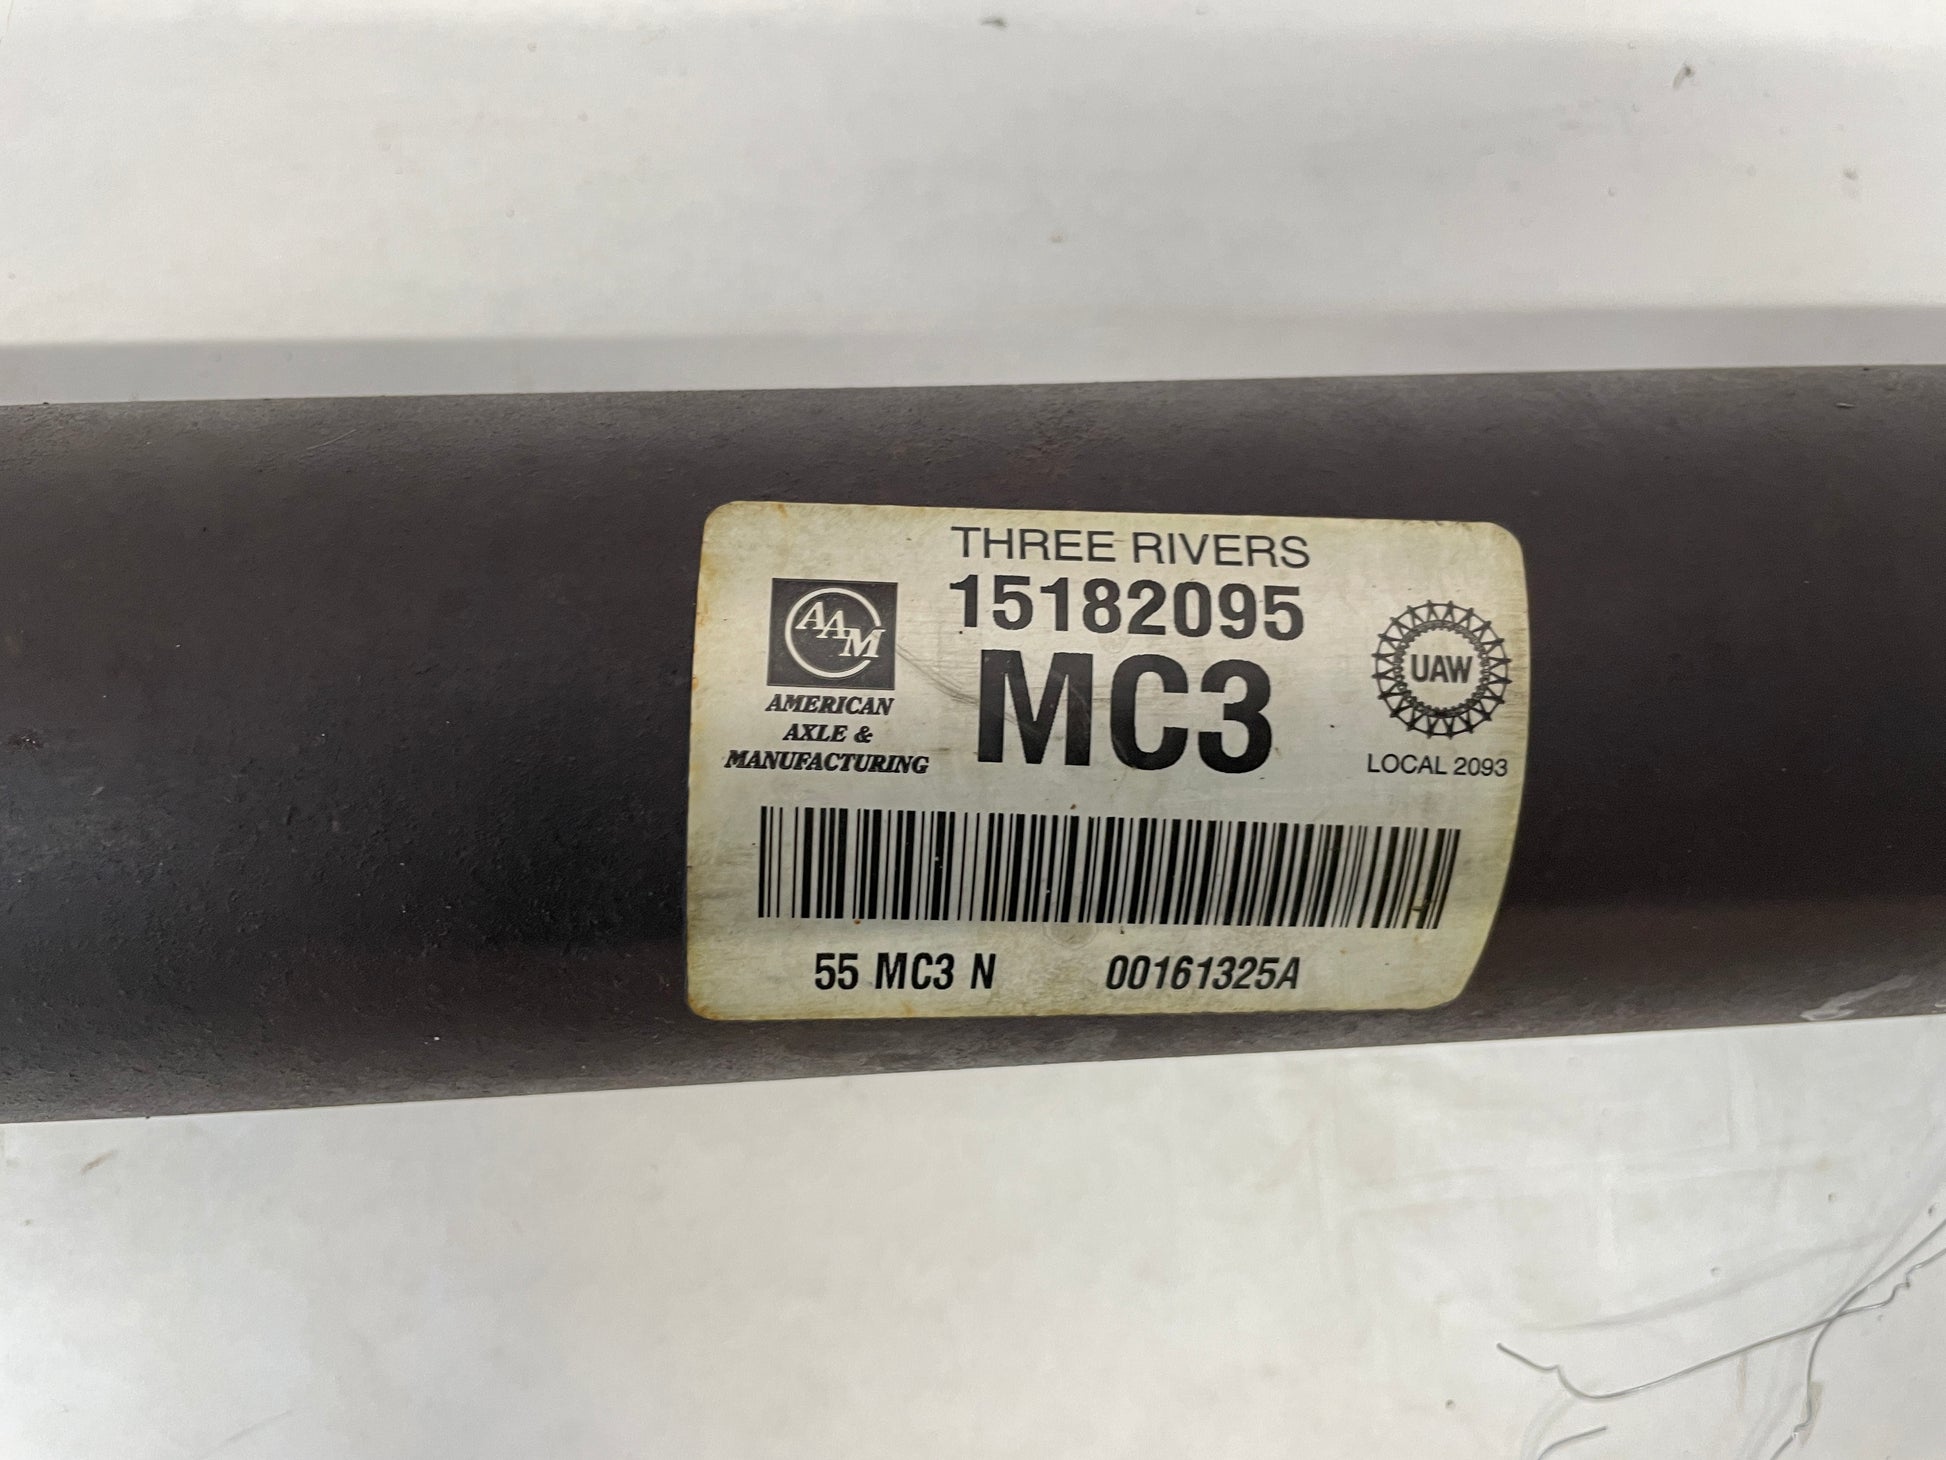 THREE RIVERS
15182095
MC3
AAM
AMERICAN
AXLE &
MANUFACTURING
UAW
LOCAL 2093
55 MC3 N 00161325A